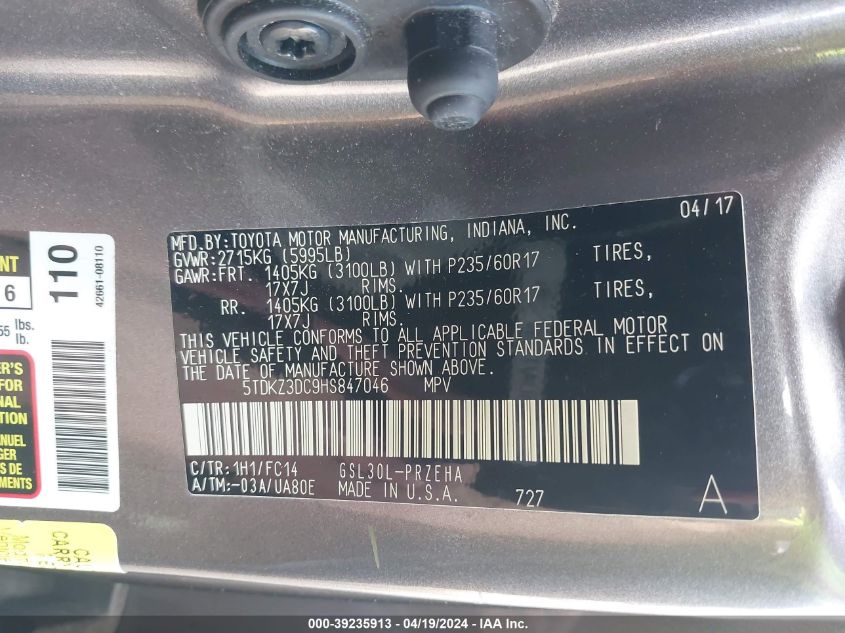 04/17
MFD.BY:TOYOTA MOTOR MANUFACTURING, INDIANA, INC.
GVWR:2715KG (5995LB)
GAWR:FRT. 1405KG (3100LB) WITH P235/60R17 TIRES,
17X7J RIMS.
RR. 1405KG (3100LB) WITH P235/60R17 TIRES,
17X7J RIMS.
THIS VEHICLE CONFORMS TO ALL APPLICABLE FEDERAL MOTOR
VEHICLE SAFETY AND THEFT PREVENTION STANDARDS IN EFFECT ON
THE DATE OF MANUFACTURE SHOWN ABOVE.
5TDKZ3DC9HS847046 MPV
C/TR:1H1/FC14 GSL30L-PRZEHA
A/TM:-03A/UA80E MADE IN U.S.A. 727 A
6
110
42661-08110
55 lbs.
lb.
000-39235913 - 04/19/2024 - IAA Inc.